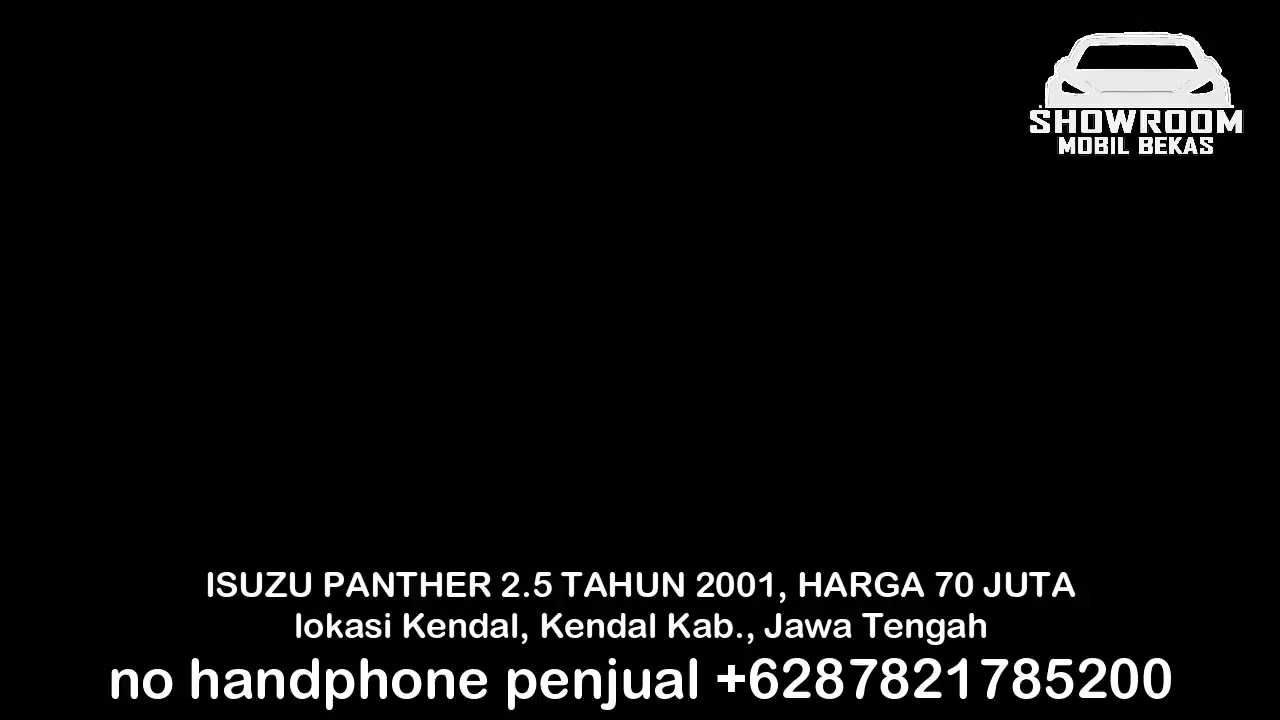 SHOWROOM
MOBIL BEKAS
ISUZU PANTHER 2.5 TAHUN 2001, HARGA 70 JUTA
lokasi Kendal, Kendal Kab., Jawa Tengah
no handphone penjual +6287821785200